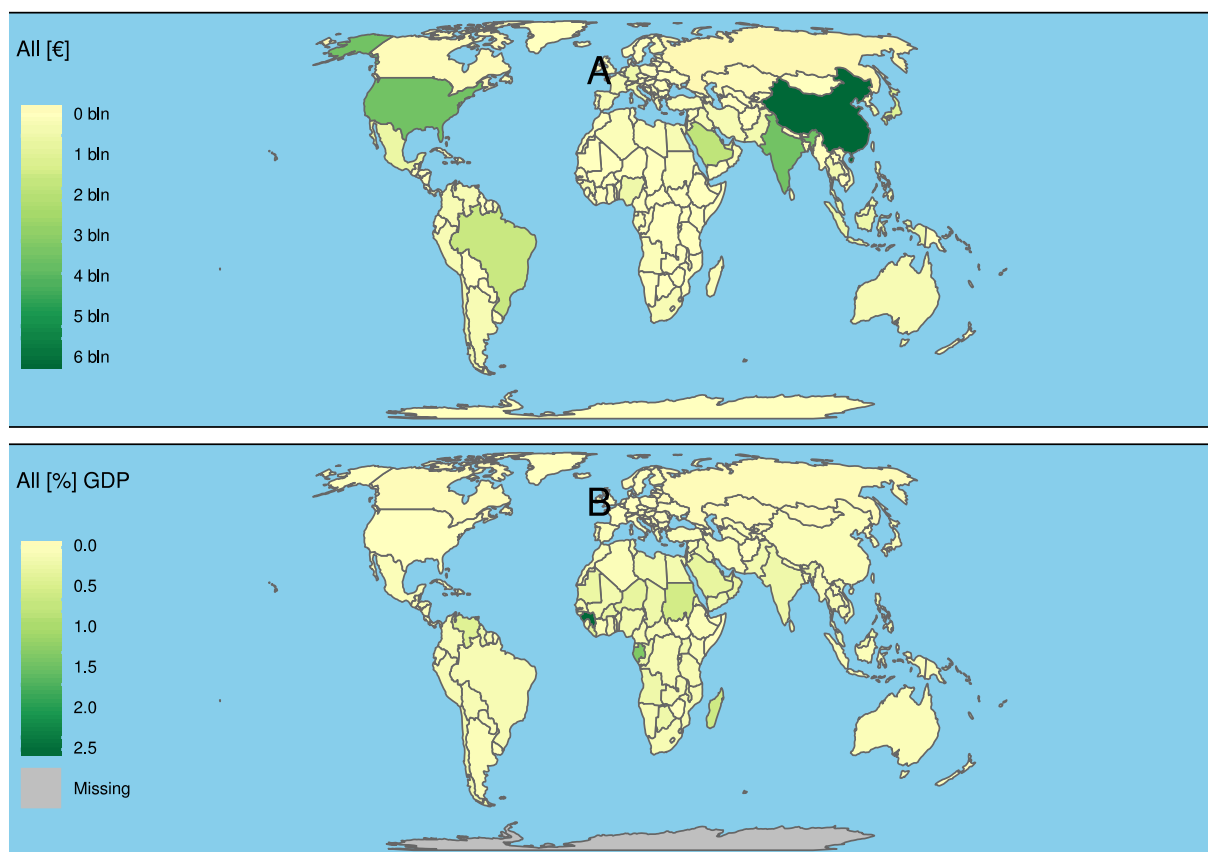 All [€]
A
0 bln
1 bln
2 bln
3 bln
4 bln
5 bln
6 bln
All [%] GDP
B
0.0
0.5
1.0
1.5
2.0
2.5
Missing